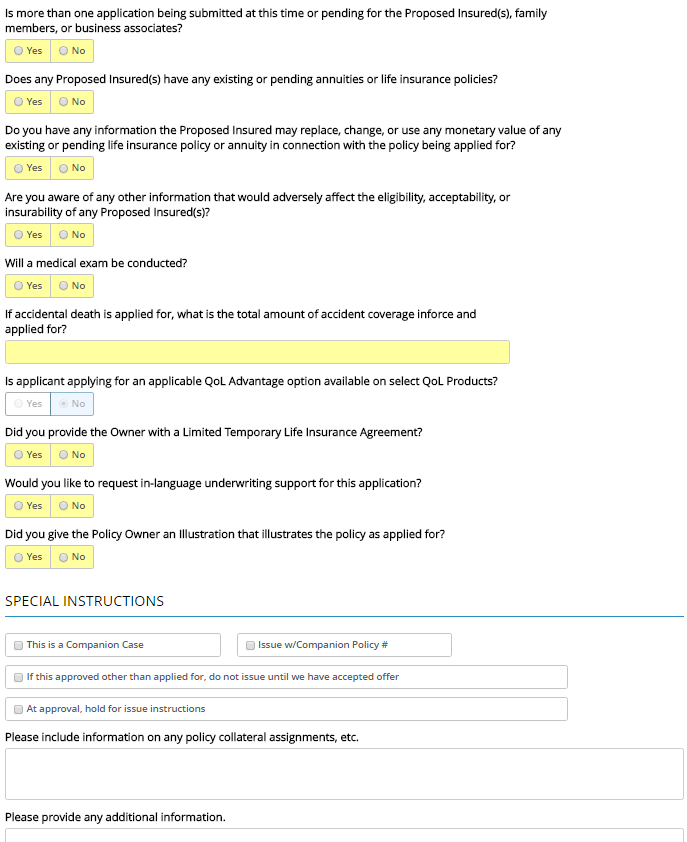 Is more than one application being submitted at this time or pending for the Proposed Insured(s), family
members, or business associates?
Yes No
Does any Proposed Insured(s) have any existing or pending annuities or life insurance policies?
Yes No
Do you have any information the Proposed Insured may replace, change, or use any monetary value of any
existing or pending life insurance policy or annuity in connection with the policy being applied for?
Yes No
Are you aware of any other information that would adversely affect the eligibility, acceptability, or
insurability of any Proposed Insured(s)?
Yes No
Will a medical exam be conducted?
Yes No
If accidental death is applied for, what is the total amount of accident coverage inforce and
applied for?
Is applicant applying for an applicable QoL Advantage option available on select QoL Products?
Yes No
Did you provide the Owner with a Limited Temporary Life Insurance Agreement?
Yes No
Would you like to request in-language underwriting support for this application?
Yes No
Did you give the Policy Owner an Illustration that illustrates the policy as applied for?
Yes No
SPECIAL INSTRUCTIONS
This is a Companion Case Issue w/Companion Policy #
If this approved other than applied for, do not issue until we have accepted offer
At approval, hold for issue instructions
Please include information on any policy collateral assignments, etc.
Please provide any additional information.